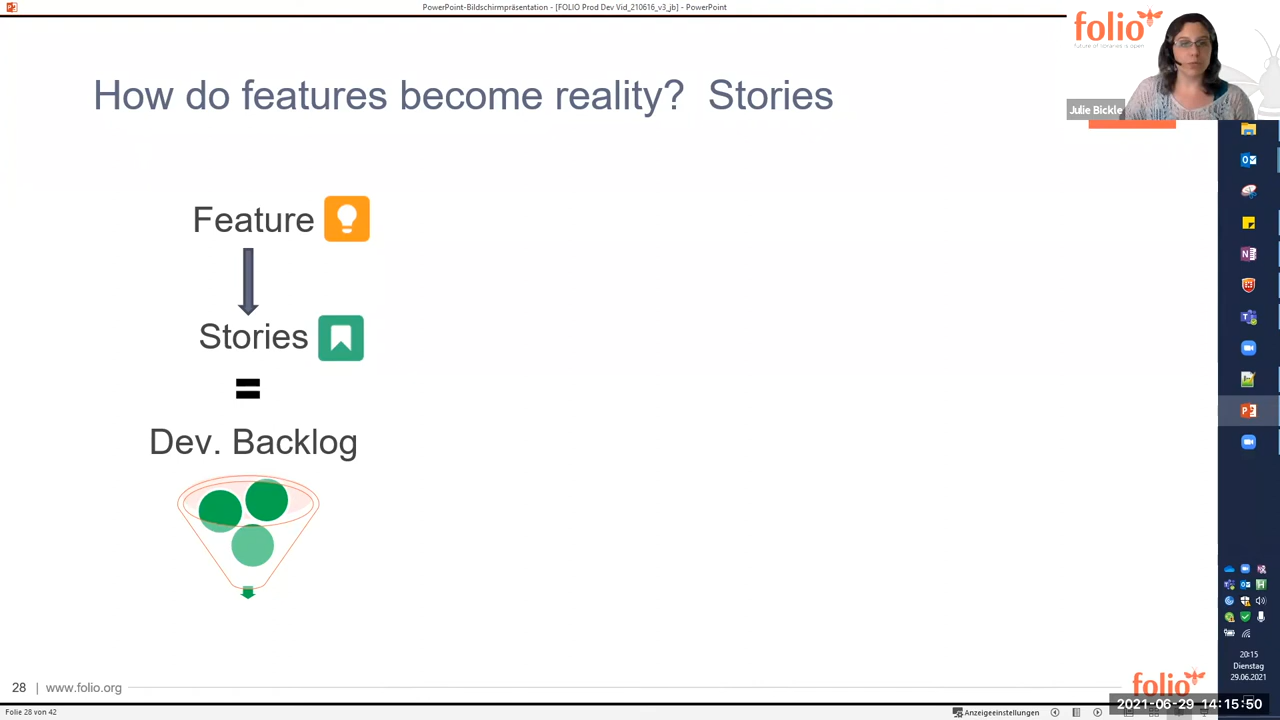 PowerPoint-Bildschirmpräsentation - [FOLIO Prod Dev Vid_210616_v3_jb] - PowerPoint
folio
future of libraries is open
Julie Bickle
How do features become reality? Stories
Feature
Stories
=
Dev. Backlog
28 | www.folio.org
folio
20:15
Dienstag
29.06.2021
2021-06-29 14:15:50
Folie 28 von 42
Anzeigeeinstellungen